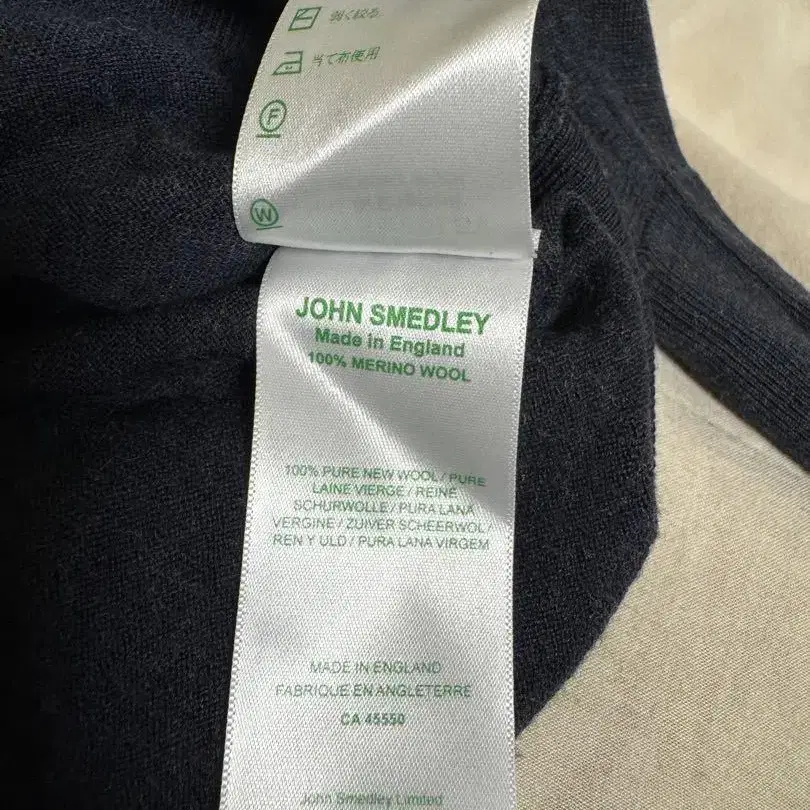 弱く絞る
当て布使用
F
W
JOHN SMEDLEY
Made in England
100% MERINO WOOL
100% PURE NEW WOOL / PURE
LAINE VIERGE / REINE
SCHURWOLLE / PURA LANA
VERGINE / ZUIVER SCHEERWOL /
REN Y ULD / PURA LANA VIRGEM
MADE IN ENGLAND
FABRIQUE EN ANGLETERRE
CA 45550
John Smedley Limited